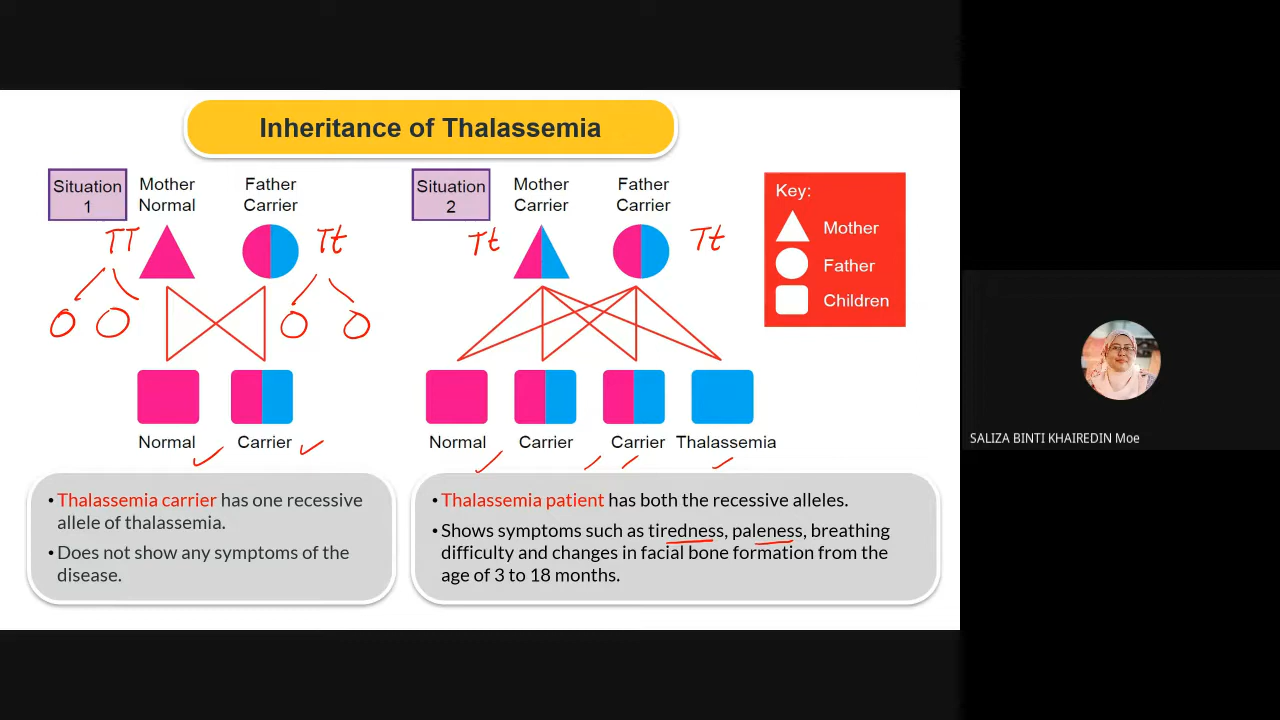 Inheritance of Thalassemia
Situation
1
Mother
Normal
Father
Carrier
TT
Tt
Normal
Carrier
• Thalassemia carrier has one recessive
allele of thalassemia.
• Does not show any symptoms of the
disease.
Situation
2
Mother
Carrier
Father
Carrier
Tt
Tt
Normal
Carrier
Carrier
Thalassemia
• Thalassemia patient has both the recessive alleles.
• Shows symptoms such as tiredness, paleness, breathing
difficulty and changes in facial bone formation from the
age of 3 to 18 months.
Key:
Mother
Father
Children
SALIZA BINTI KHAIREDIN Moe